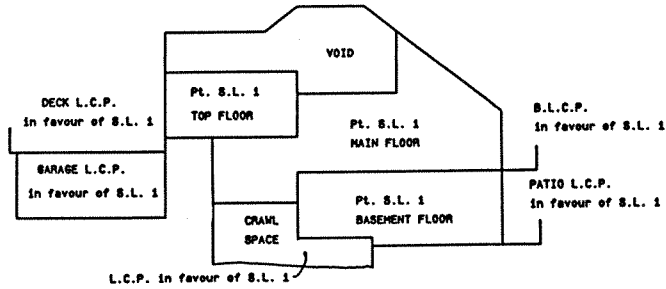 VOID
DECK L.C.P.
in favour of S.L. 1
Pt. S.L. 1
TOP FLOOR
Pt. S.L. 1
MAIN FLOOR
B.L.C.P.
in favour of S.L. 1
GARAGE L.C.P.
in favour of S.L. 1
Pt. S.L. 1
BASEMENT FLOOR
PATIO L.C.P.
in favour of S.L. 1
CRAWL
SPACE
L.C.P. in favour of S.L. 1